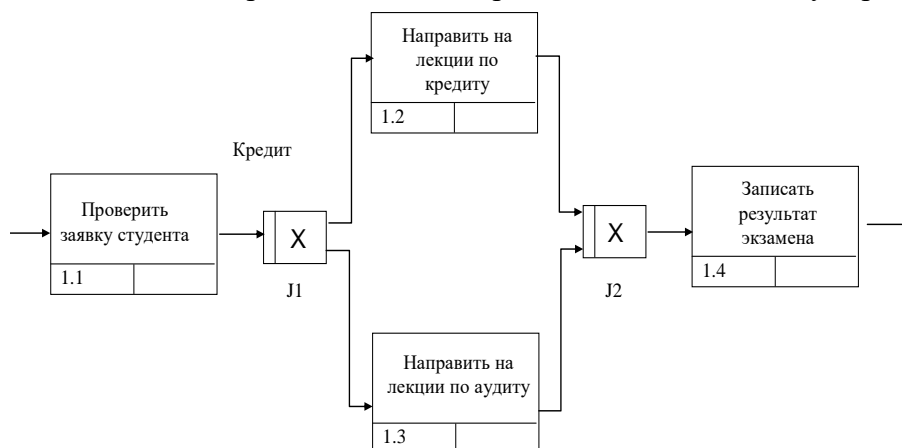 Направить на
лекции по
кредиту
1.2
Кредит
Проверить
заявку студента
1.1
X
J1
X
J2
Записать
результат
экзамена
1.4
Направить на
лекции по аудиту
1.3